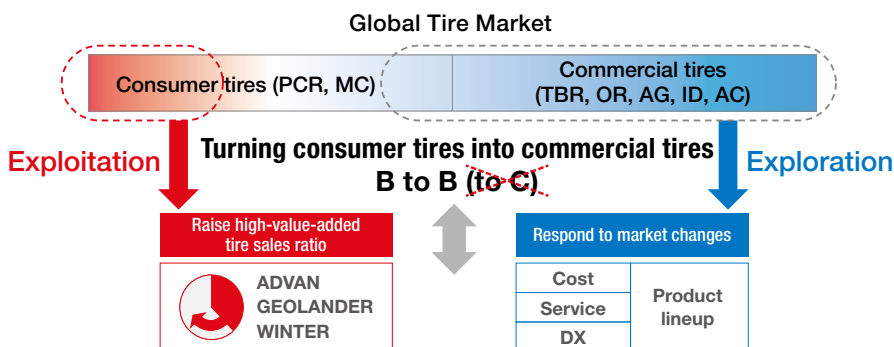 Global Tire Market
Consumer tires (PCR, MC)
Commercial tires
(TBR, OR, AG, ID, AC)
Exploitation
Turning consumer tires into commercial tires
B to B (to C)
Exploration
Raise high-value-added
tire sales ratio
ADVAN
GEOLANDER
WINTER
Respond to market changes
Cost
Service
DX
Product
lineup